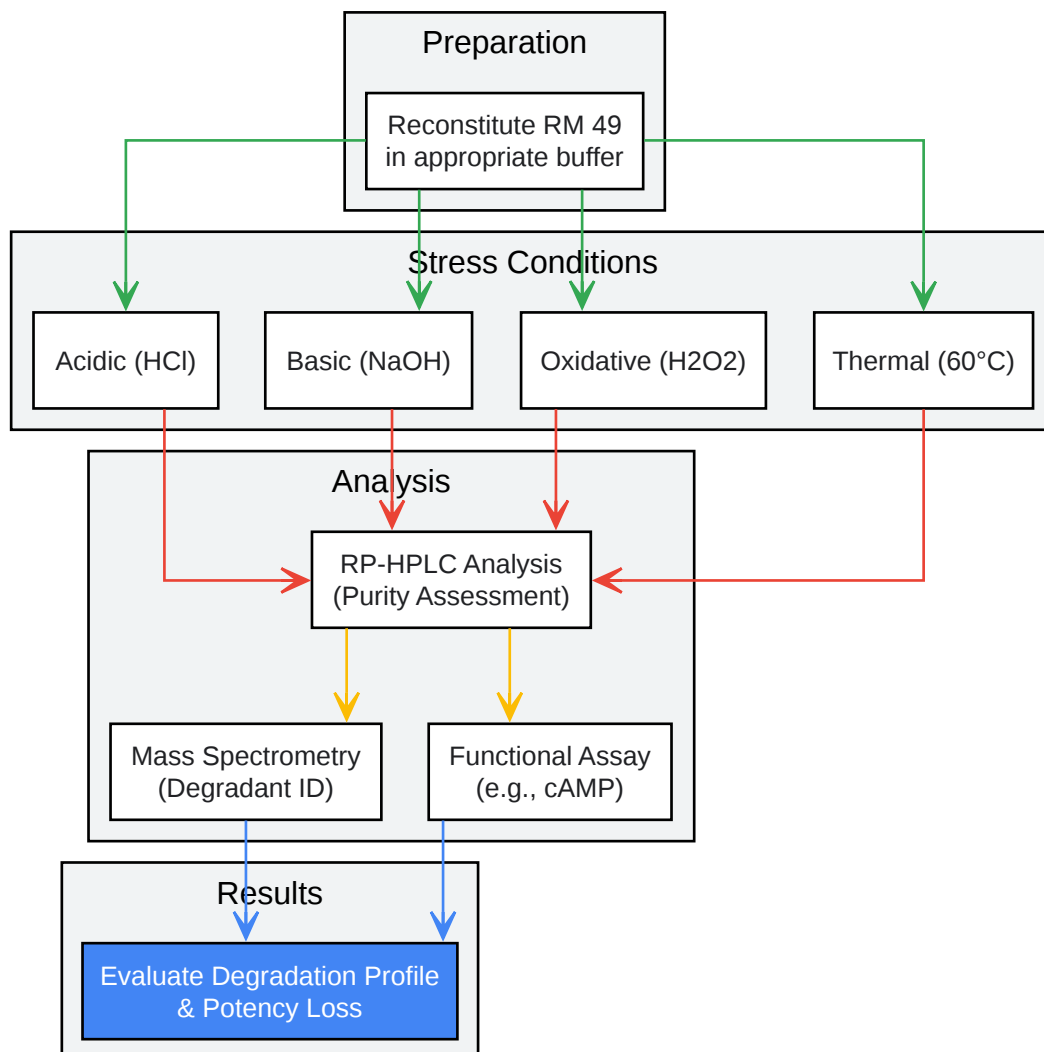 Preparation
Reconstitute RM 49
in appropriate buffer
Stress Conditions
Acidic (HCl)
Basic (NaOH)
Oxidative (H2O2)
Thermal (60°C)
Analysis
RP-HPLC Analysis
(Purity Assessment)
Mass Spectrometry
(Degradant ID)
Functional Assay
(e.g., cAMP)
Results
Evaluate Degradation Profile
& Potency Loss